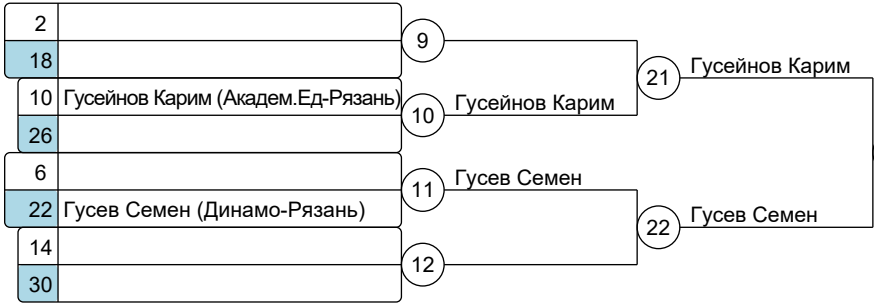 2
9
18
21 Гусейнов Карим
10 Гусейнов Карим (Академ.Ед-Рязань)
10 Гусейнов Карим
26
6
11 Гусев Семен
22 Гусев Семен (Динамо-Рязань)
22 Гусев Семен
14
12
30